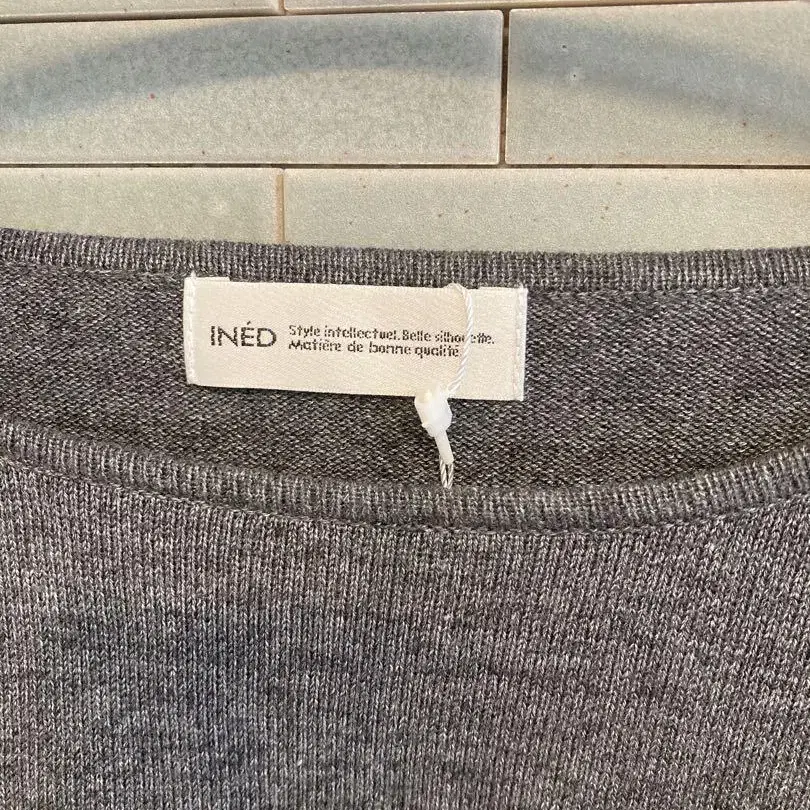 INÉD
Style intellectuel. Belle silhouette.
Matière de bonne qualité